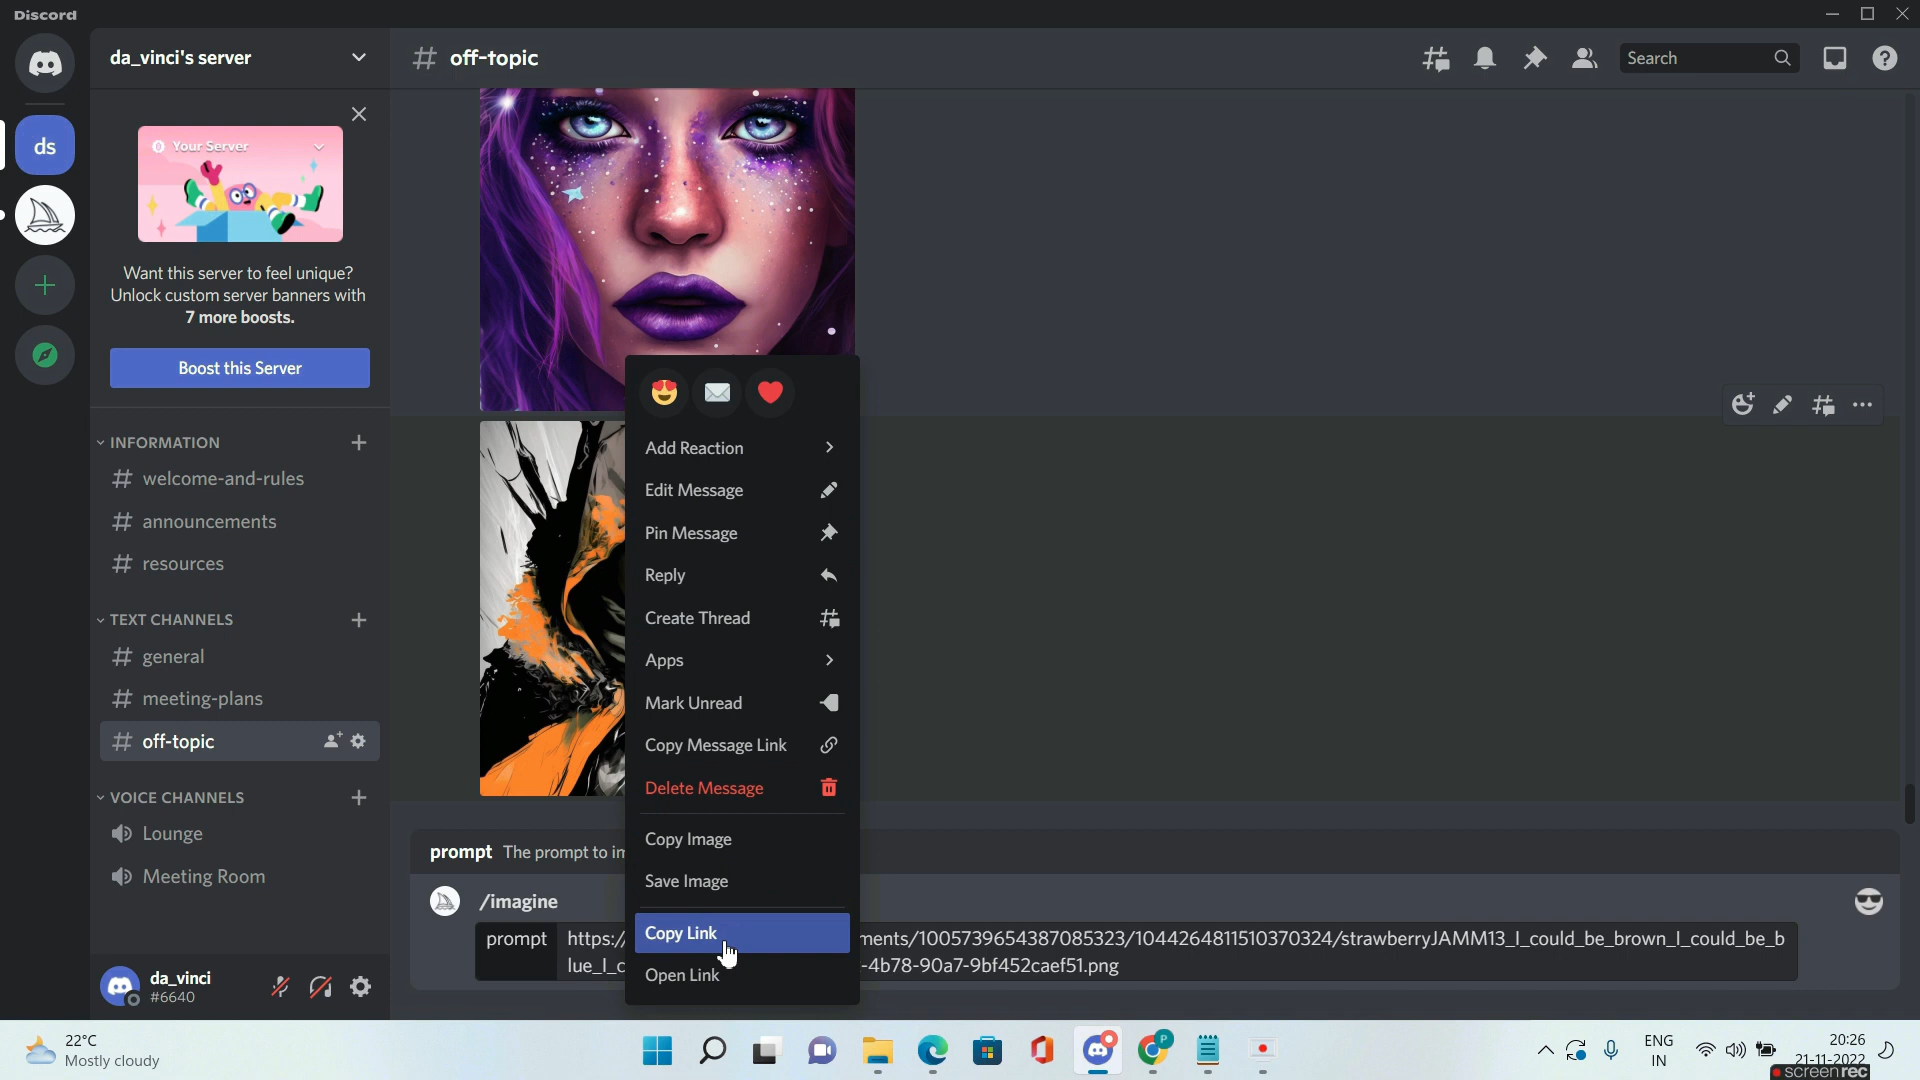 Discord
da_vinci's server
# off-topic
Search
ds
Your Server
Want this server to feel unique?
Unlock custom server banners with
7 more boosts.
Boost this Server
INFORMATION
# welcome-and-rules
# announcements
# resources
TEXT CHANNELS
# general
# meeting-plans
# off-topic
VOICE CHANNELS
Lounge
Meeting Room
da_vinci
#6640
Add Reaction
Edit Message
Pin Message
Reply
Create Thread
Apps
Mark Unread
Copy Message Link
Delete Message
Copy Image
Save Image
Copy Link
Open Link
prompt The prompt to
/imagine
prompt https:/ments/1005739654387085323/1044264811510370324/strawberryJAMM13_I_could_be_brown_I_could_be_b
lue_I_c -4b78-90a7-9bf452caef51.png
22°C
Mostly cloudy
P
ENG
IN
20:26
21-11-2022
screenrec